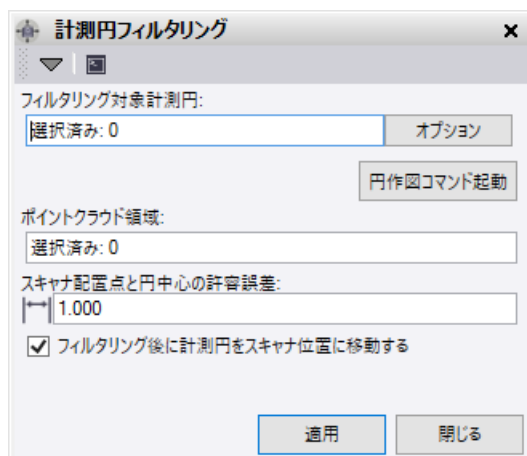 計測円フィルタリング
フィルタリング対象計測円:
選択済み: 0
オプション
円作図コマンド起動
ポイントクラウド領域:
選択済み: 0
スキャナ配置点と円中心の許容誤差:
1.000
フィルタリング後に計測円をスキャナ位置に移動する
適用
閉じる